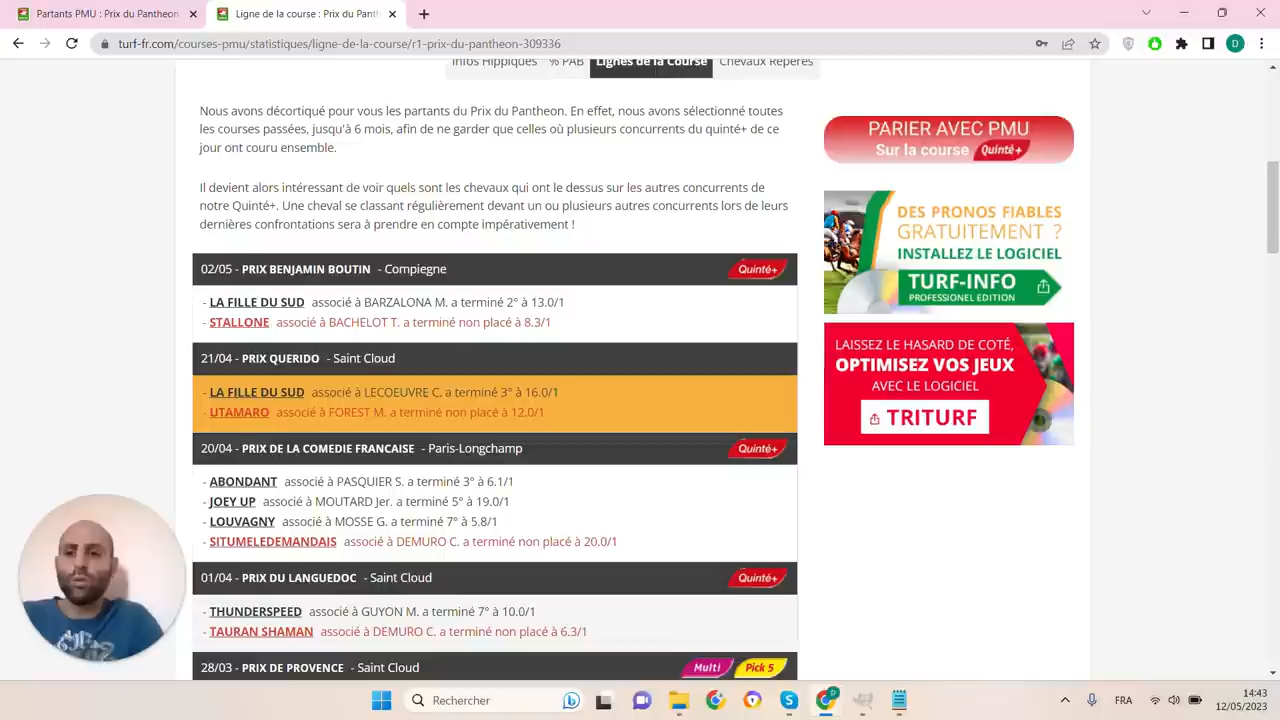 Partants PMU : Prix du Pantheon
Ligne de la course : Prix du Panth
turf-fr.com/courses-pmu/statistiques/ligne-de-la-course/r1-prix-du-pantheon-309336
D
Infos Hippiques % PAB Lignes de la Course Chevaux Repérés
Nous avons décortiqué pour vous les partants du Prix du Pantheon. En effet, nous avons sélectionné toutes
les courses passées, jusqu'à 6 mois, afin de ne garder que celles où plusieurs concurrents du quinté+ de ce
jour ont couru ensemble.
Il devient alors intéressant de voir quels sont les chevaux qui ont le dessus sur les autres concurrents de
notre Quinté+. Une cheval se classant régulièrement devant un ou plusieurs autres concurrents lors de leurs
dernières confrontations sera à prendre en compte impérativement !
02/05 - PRIX BENJAMIN BOUTIN - Compiegne Quinté+
- LA FILLE DU SUD associé à BARZALONA M. a terminé 2° à 13.0/1
- STALLONE associé à BACHELOT T. a terminé non placé à 8.3/1
21/04 - PRIX QUERIDO - Saint Cloud
- LA FILLE DU SUD associé à LECOEUVRE C. a terminé 3° à 16.0/1
- UTAMARO associé à FOREST M. a terminé non placé à 12.0/1
20/04 - PRIX DE LA COMEDIE FRANCAISE - Paris-Longchamp Quinté+
- ABONDANT associé à PASQUIER S. a terminé 3° à 6.1/1
- JOEY UP associé à MOUTARD Jer. a terminé 5° à 19.0/1
- LOUVAGNY associé à MOSSE G. a terminé 7° à 5.8/1
- SITUMELEDEMANDAIS associé à DEMURO C. a terminé non placé à 20.0/1
01/04 - PRIX DU LANGUEDOC - Saint Cloud Quinté+
- THUNDERSPEED associé à GUYON M. a terminé 7° à 10.0/1
- TAURAN SHAMAN associé à DEMURO C. a terminé non placé à 6.3/1
28/03 - PRIX DE PROVENCE - Saint Cloud Multi Pick 5
PARIER AVEC PMU
Sur la course Quinté+
DES PRONOS FIABLES
GRATUITEMENT ?
INSTALLEZ LE LOGICIEL
TURF-INFO
PROFESIONNEL EDITION
LAISSEZ LE HASARD DE COTÉ,
OPTIMISEZ VOS JEUX
AVEC LE LOGICIEL
TRITURF
Rechercher
D
FRA
14:43
12/05/2023